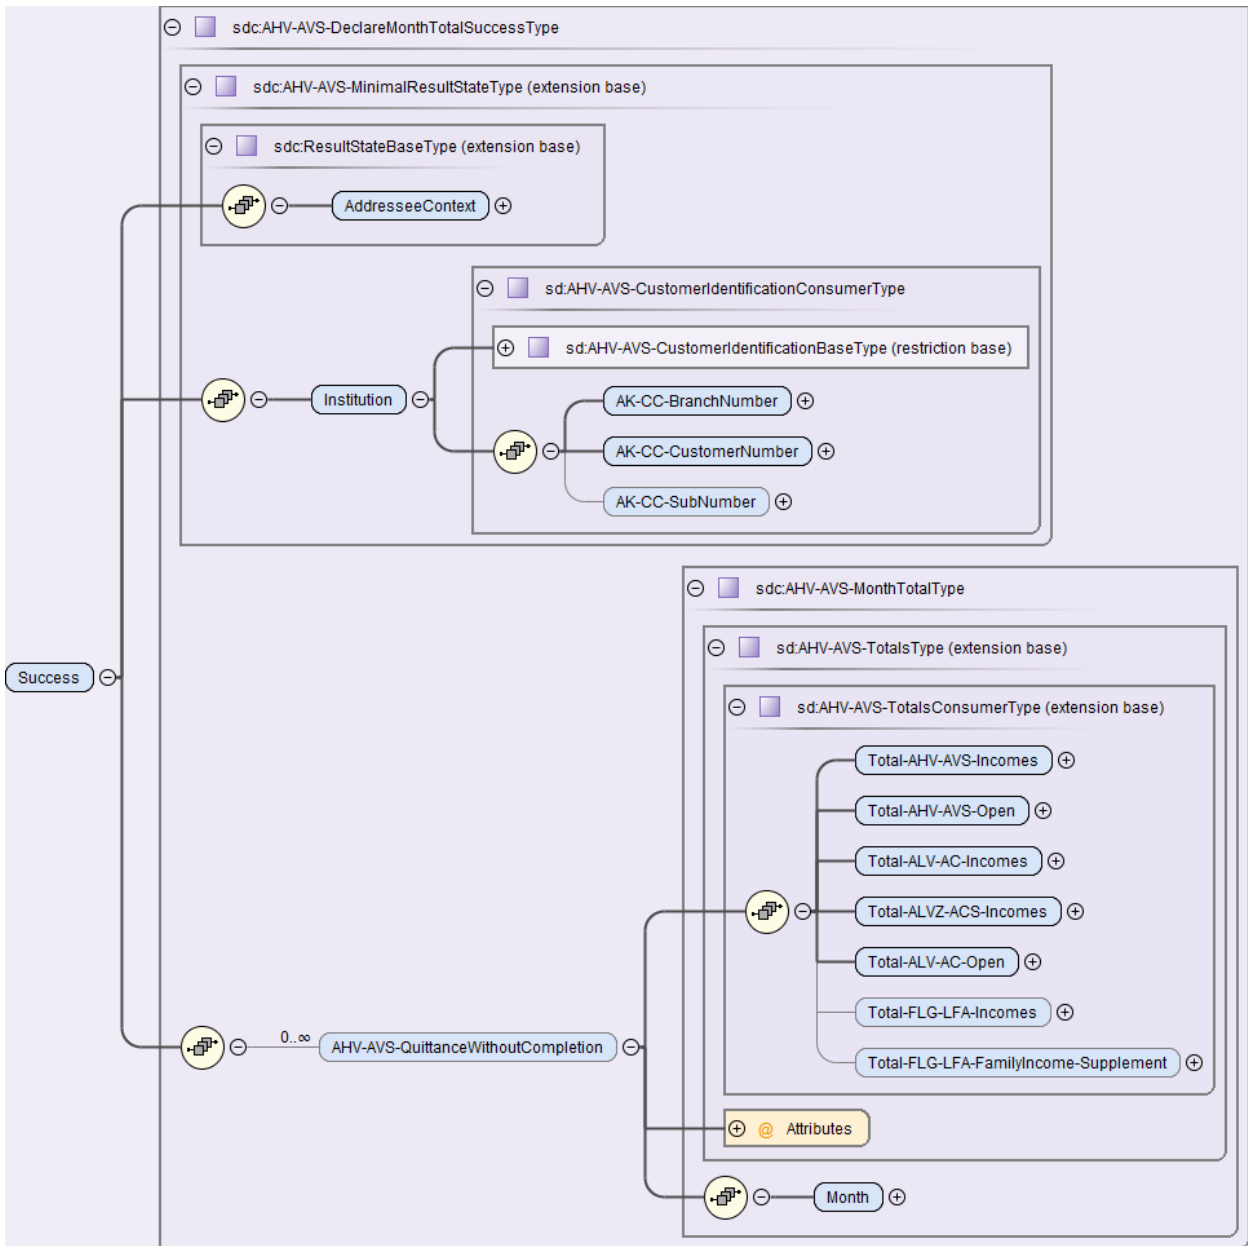 sdc:AHV-AVS-DeclareMonthTotalSuccessType
sdc:AHV-AVS-MinimalResultStateType (extension base)
sdc:ResultStateBaseType (extension base)
AddresseeContext
sd:AHV-AVS-CustomerIdentificationConsumerType
sd:AHV-AVS-CustomerIdentificationBaseType (restriction base)
Institution
AK-CC-BranchNumber
AK-CC-CustomerNumber
AK-CC-SubNumber
sdc:AHV-AVS-MonthTotalType
sd:AHV-AVS-TotalsType (extension base)
Success
sd:AHV-AVS-TotalsConsumerType (extension base)
Total-AHV-AVS-Incomes
Total-AHV-AVS-Open
Total-ALV-AC-Incomes
Total-ALVZ-ACS-Incomes
Total-ALV-AC-Open
Total-FLG-LFA-Incomes
0..∞
AHV-AVS-QuittanceWithoutCompletion
Total-FLG-LFA-FamilyIncome-Supplement
@ Attributes
Month